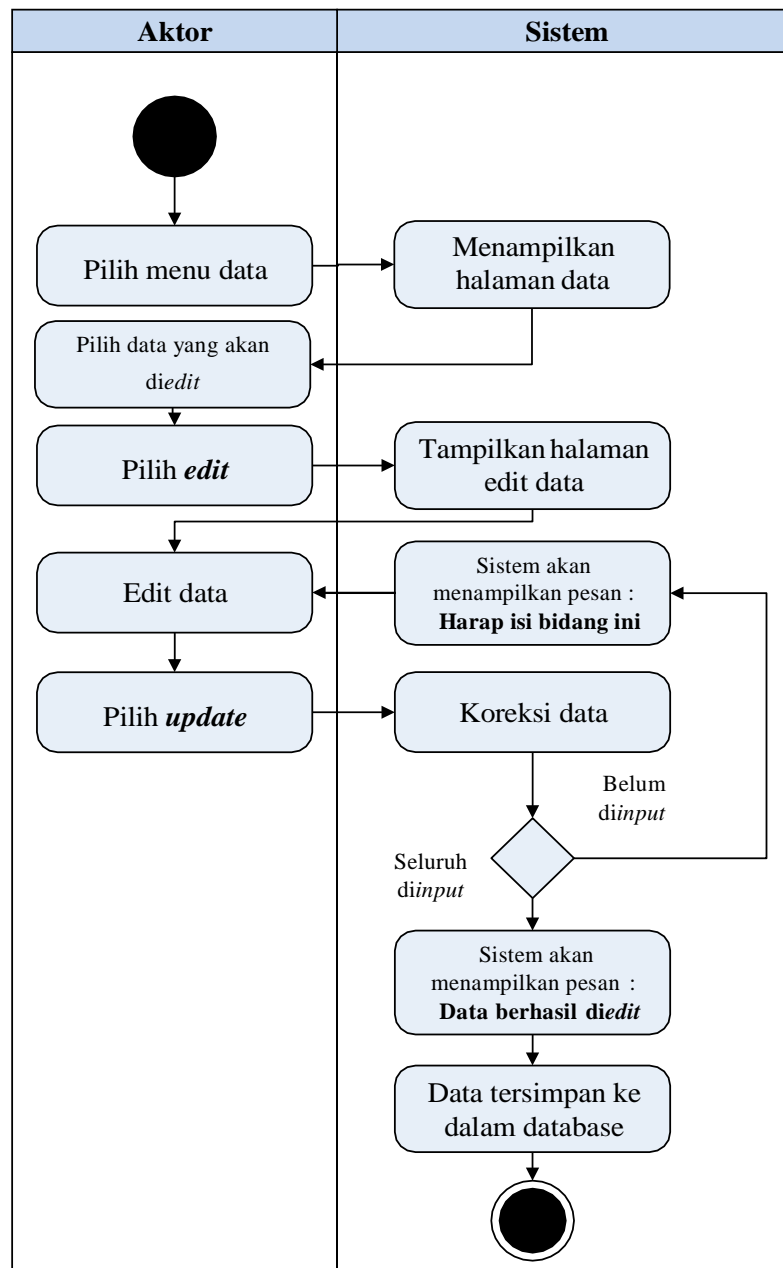 Aktor
Sistem
Pilih menu data
Menampilkan
halaman data
Pilih data yang akan
diedit
Pilih edit
Tampilkan halaman
edit data
Edit data
Sistem akan
menampilkan pesan :
Harap isi bidang ini
Pilih update
Koreksi data
Belum
diinput
Seluruh
diinput
Sistem akan
menampilkan pesan :
Data berhasil diedit
Data tersimpan ke
dalam database